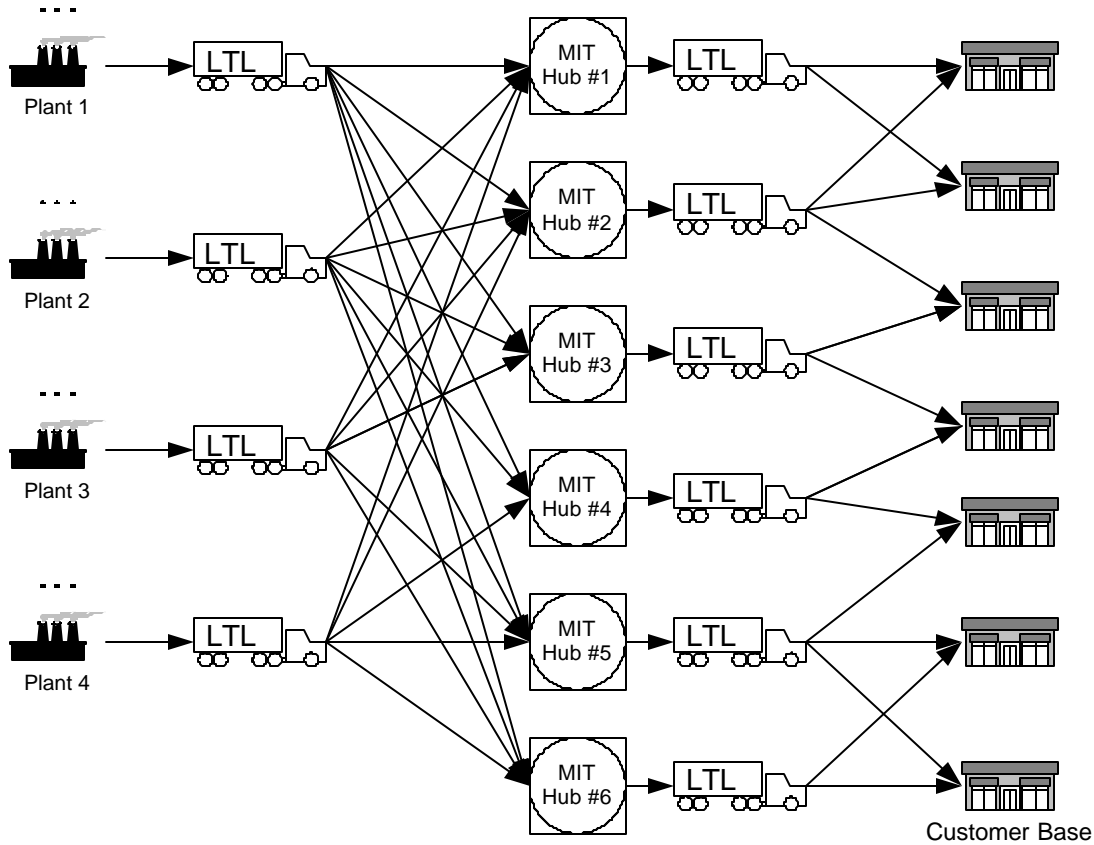 LTL
MIT
Hub #1
LTL
Plant 1
LTL
MIT
Hub #2
LTL
Plant 2
MIT
Hub #3
LTL
LTL
Plant 3
MIT
Hub #4
LTL
LTL
Plant 4
MIT
Hub #5
LTL
MIT
Hub #6
LTL
Customer Base